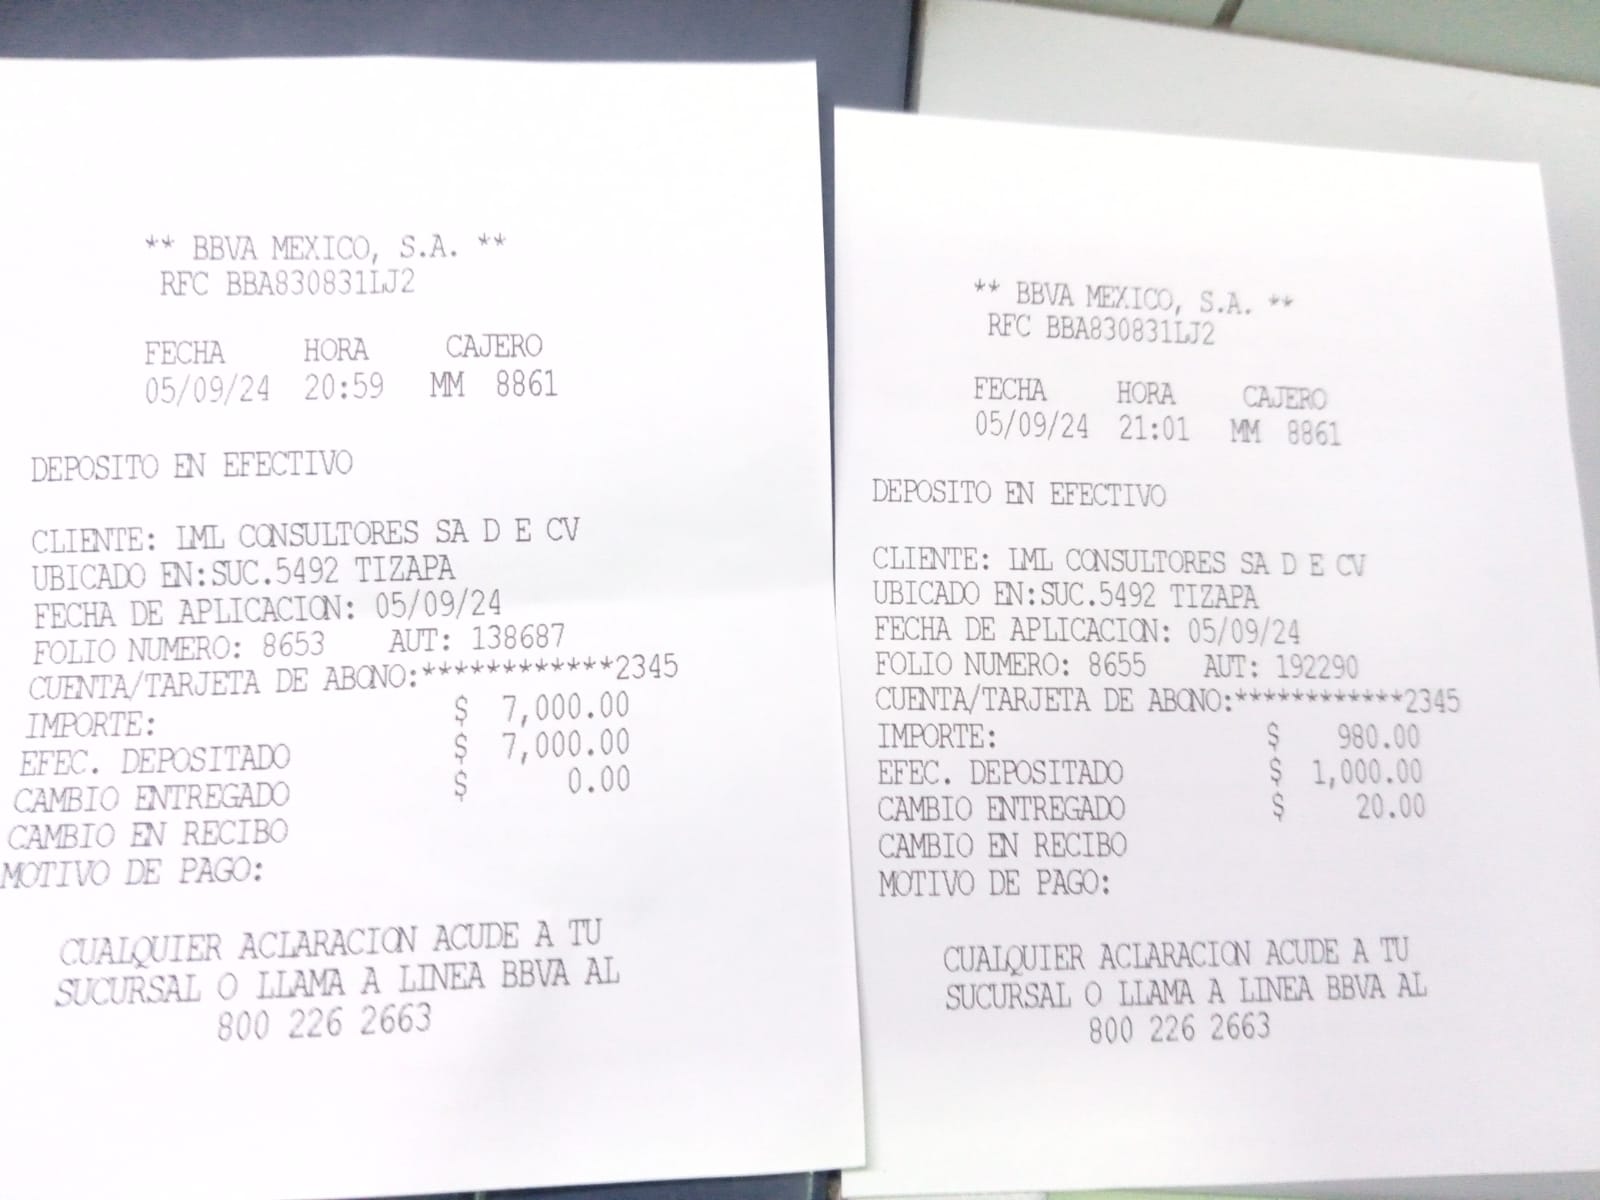 ** BBVA MEXICO, S.A. **
RFC BBA830831LJ2
FECHA HORA CAJERO
05/09/24 20:59 MM 8861
DEPOSITO EN EFECTIVO
CLIENTE: LML CONSULTORES SA D E CV
UBICADO EN:SUC.5492 TIZAPA
FECHA DE APLICACION: 05/09/24
FOLIO NUMERO: 8653 AUT: 138687
CUENTA/TARJETA DE ABONO:************2345
IMPORTE: $ 7,000.00
EFEC. DEPOSITADO $ 7,000.00
CAMBIO ENTREGADO $ 0.00
CAMBIO EN RECIBO
MOTIVO DE PAGO:
CUALQUIER ACLARACION ACUDE A TU
SUCURSAL O LLAMA A LINEA BBVA AL
800 226 2663
** BBVA MEXICO, S.A. **
RFC BBA830831LJ2
FECHA HORA CAJERO
05/09/24 21:01 MM 8861
DEPOSITO EN EFECTIVO
CLIENTE: LML CONSULTORES SA D E CV
UBICADO EN:SUC.5492 TIZAPA
FECHA DE APLICACION: 05/09/24
FOLIO NUMERO: 8655 AUT: 192290
CUENTA/TARJETA DE ABONO:************2345
IMPORTE: $ 980.00
EFEC. DEPOSITADO $ 1,000.00
CAMBIO ENTREGADO $ 20.00
CAMBIO EN RECIBO
MOTIVO DE PAGO:
CUALQUIER ACLARACION ACUDE A TU
SUCURSAL O LLAMA A LINEA BBVA AL
800 226 2663